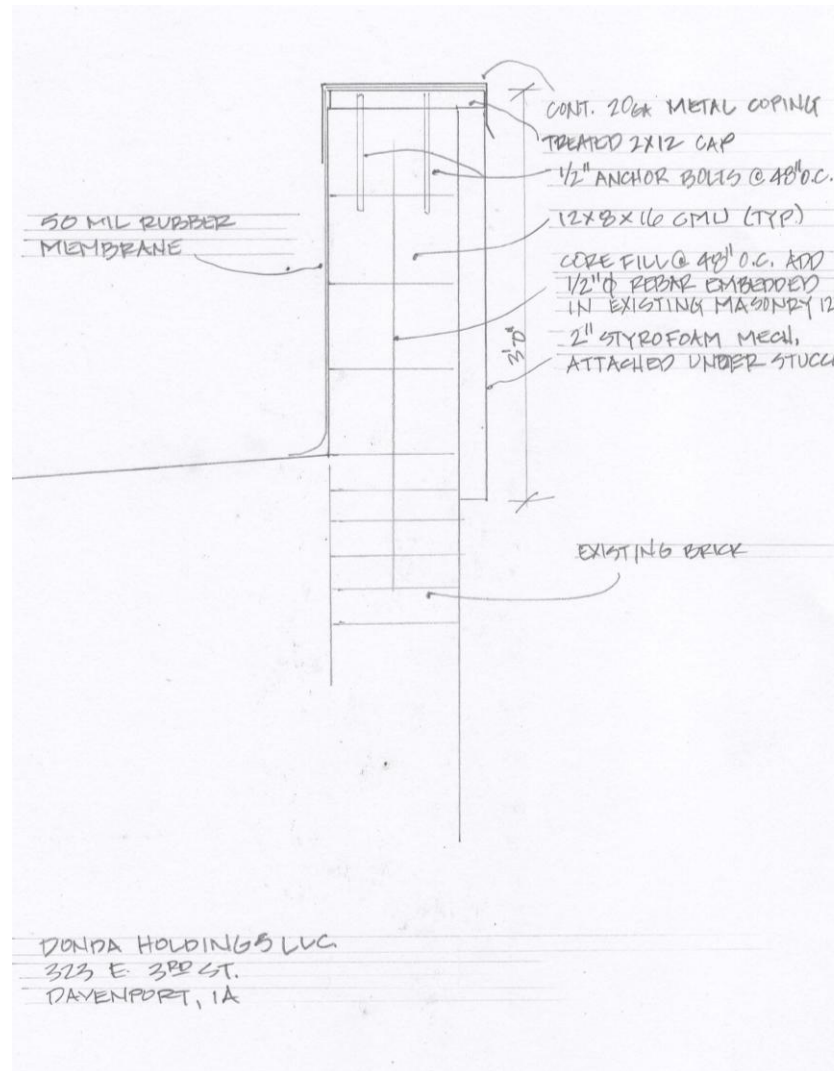 CONT. 20GA METAL COPING
TREATED 2X12 CAP
1/2" ANCHOR BOLTS @ 48" O.C.
50 MIL RUBBER
MEMBRANE
12X8X16 CMU (TYP.)
CORE FILL @ 48" O.C. ADD
1/2"φ REBAR EMBEDDED
IN EXISTING MASONRY 12
2" STYROFOAM MECH.
ATTACHED UNDER STUCC
3'-0"
EXISTING BRICK
DONDA HOLDINGS LLC.
323 E. 3RD ST.
DAVENPORT, IA